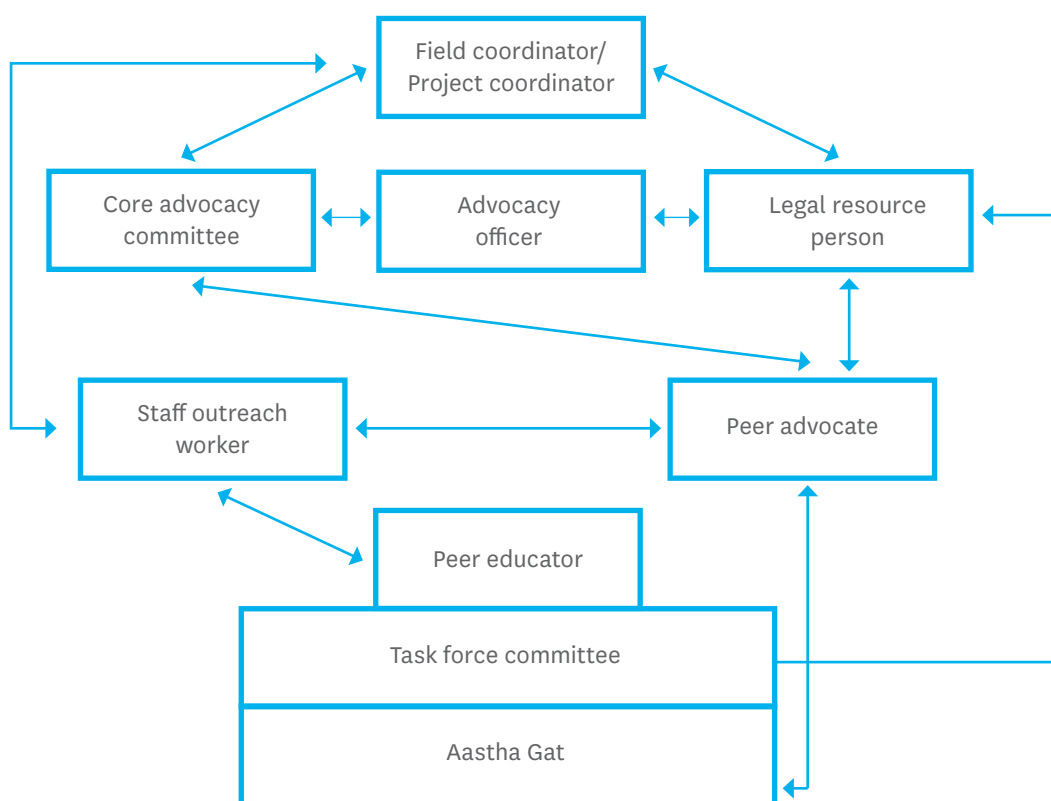 Field coordinator/
Project coordinator
Core advocacy
committee
Advocacy
officer
Legal resource
person
Staff outreach
worker
Peer advocate
Peer educator
Task force committee
Aastha Gat